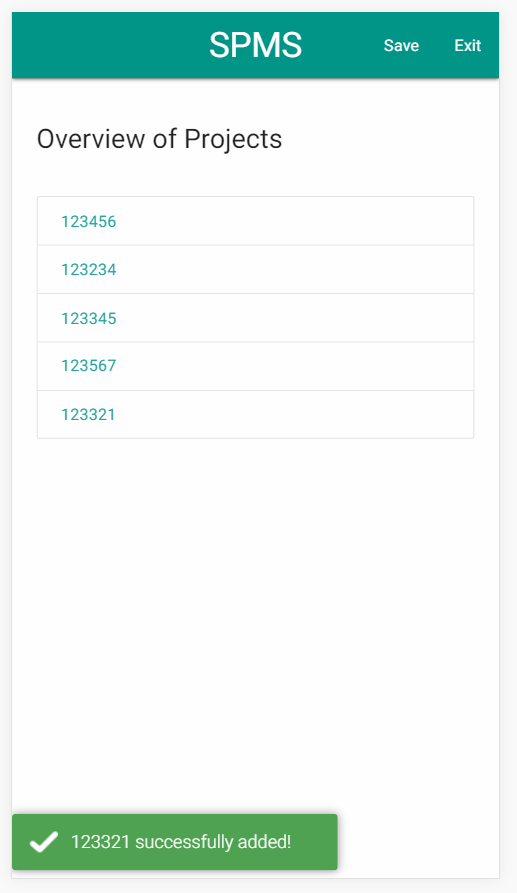 SPMS Save Exit
Overview of Projects
123456
123234
123345
123567
123321
123321 successfully added!